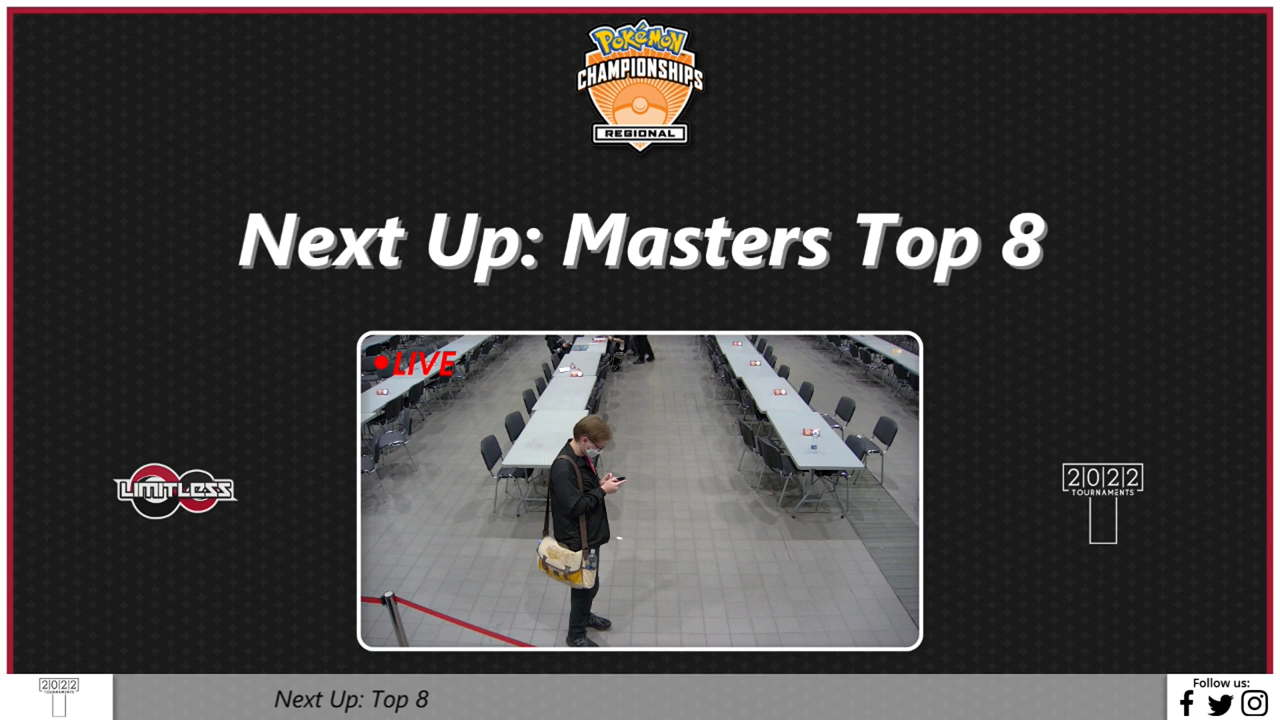 POKÉMON
CHAMPIONSHIPS
REGIONAL
Next Up: Masters Top 8
LIVE
LIMITLESS
2022
TOURNAMENTS
2022
TOURNAMENTS
Next Up: Top 8
Follow us: